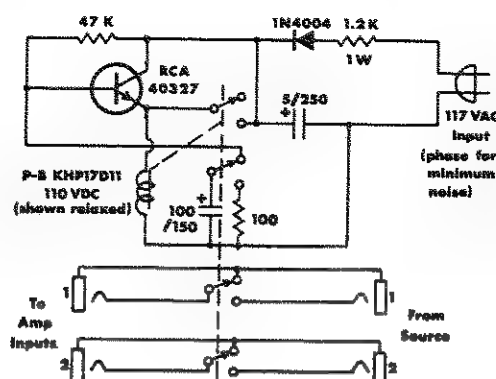 47 K
1N4004
1.2 K
1 W
RCA
40327
5/250
+
117 VAC
Input
(phase for
minimum
noise)
P-B KHP17D11
110 VDC
(shown relaxed)
+
100
/150
100
1
1
To
Amp
Inputs
From
Source
2
2